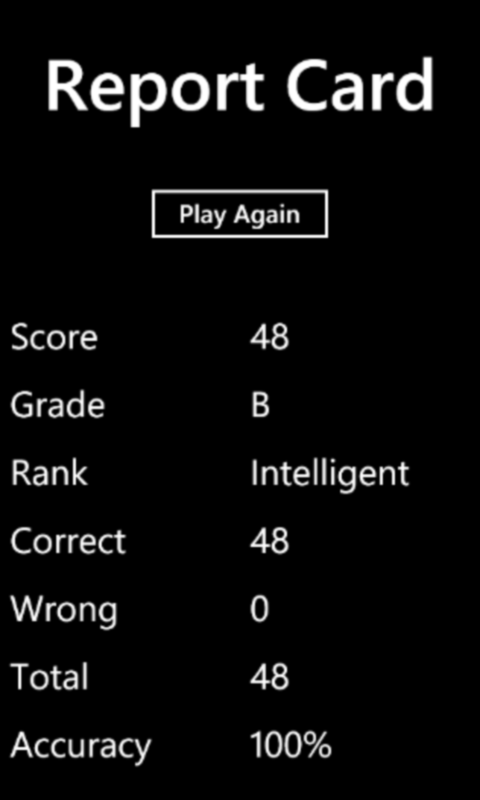 Report Card
Play Again
Score 48
Grade B
Rank Intelligent
Correct 48
Wrong 0
Total 48
Accuracy 100%